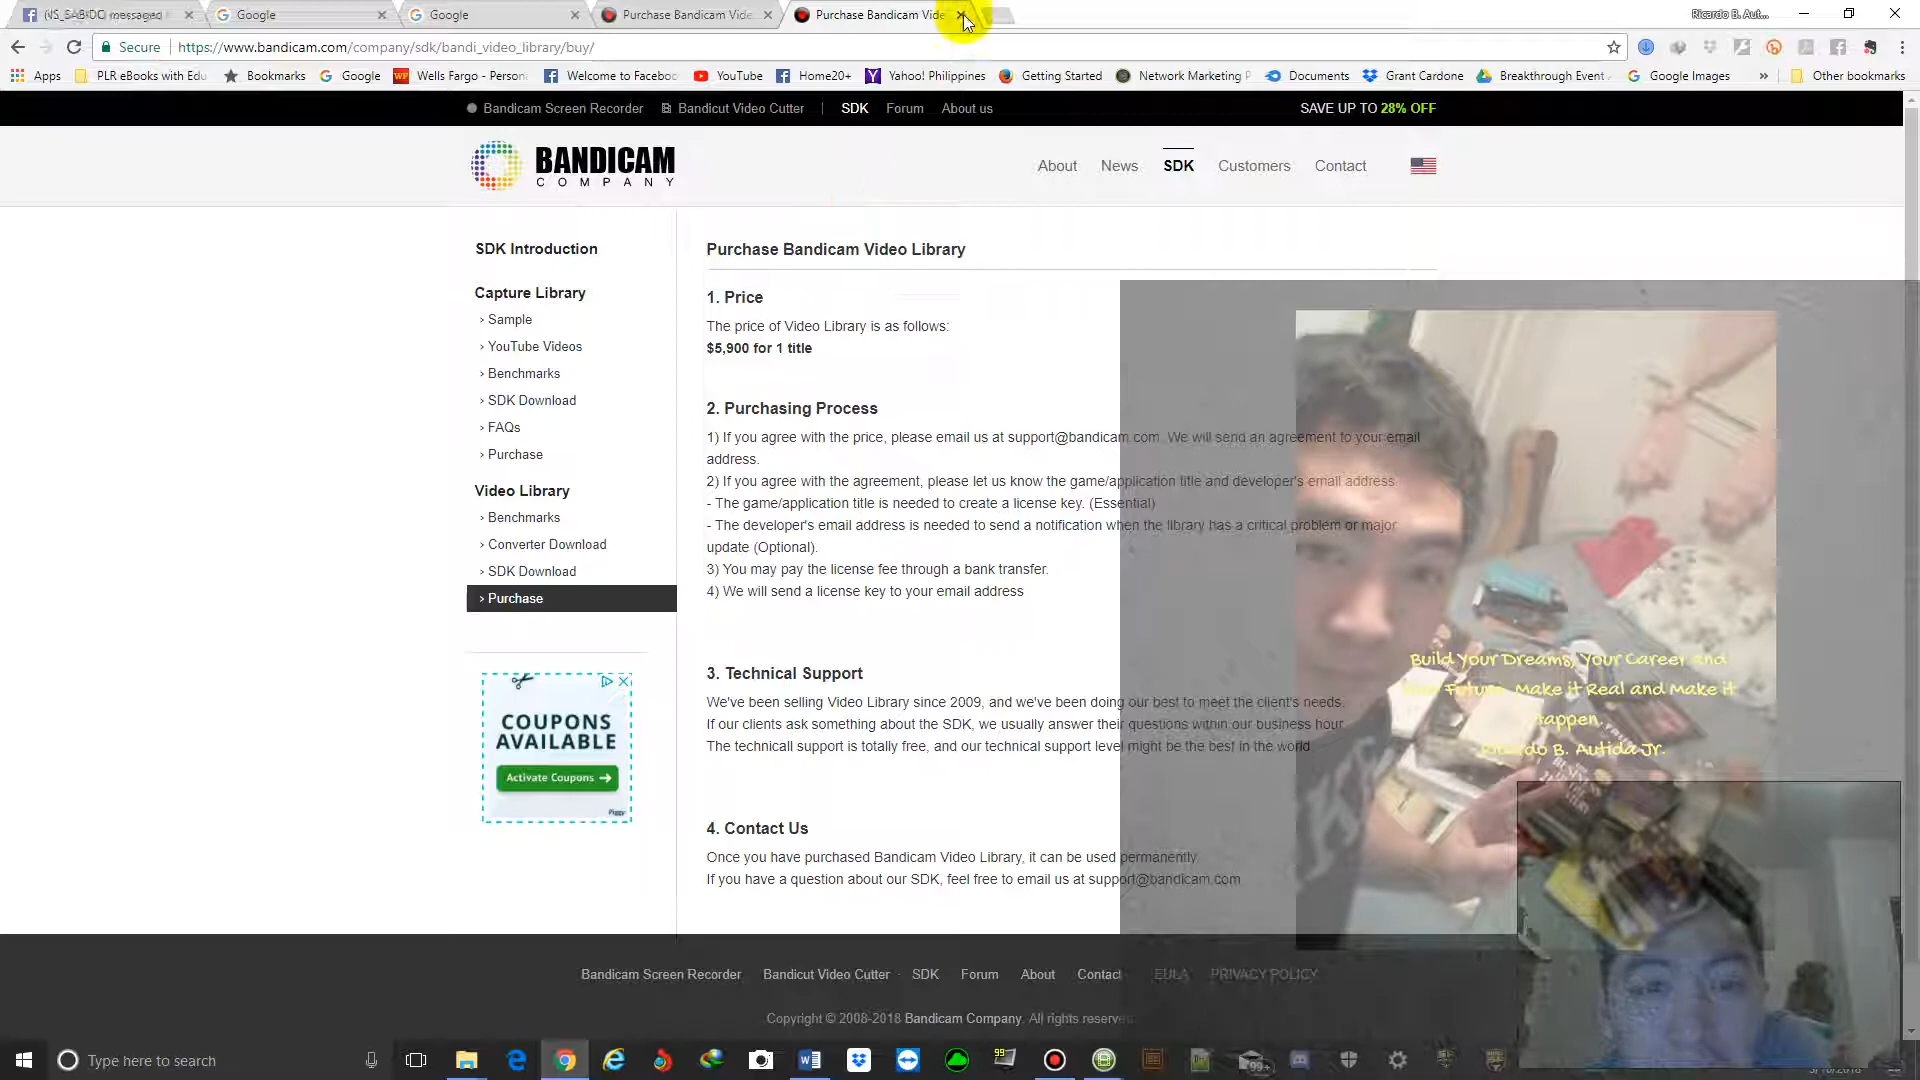 (NS_SABIDO) messaged
Google
Google
Purchase Bandicam Vide
Purchase Bandicam Vide
Ricardo B. Aut...
Secure
https://www.bandicam.com/company/sdk/bandi_video_library/buy/
Apps
PLR eBooks with Edu
Bookmarks
Google
Wells Fargo - Person
Welcome to Faceboo
YouTube
Home20+
Yahoo! Philippines
Getting Started
Network Marketing P
Documents
Grant Cardone
Breakthrough Event
Google Images
»
Other bookmarks
Bandicam Screen Recorder
Bandicut Video Cutter
SDK
Forum
About us
SAVE UP TO 28% OFF
BANDICAM
COMPANY
About
News
SDK
Customers
Contact
SDK Introduction
Capture Library
› Sample
› YouTube Videos
› Benchmarks
› SDK Download
› FAQs
› Purchase
Video Library
› Benchmarks
› Converter Download
› SDK Download
› Purchase
COUPONS
AVAILABLE
Activate Coupons →
Piggy
Purchase Bandicam Video Library
1. Price
The price of Video Library is as follows:
$5,900 for 1 title
2. Purchasing Process
1) If you agree with the price, please email us at support@bandicam.com. We will send an agreement to your email
address.
2) If you agree with the agreement, please let us know the game/application title and developer's email address
- The game/application title is needed to create a license key. (Essential)
- The developer's email address is needed to send a notification when the library has a critical problem or major
update (Optional).
3) You may pay the license fee through a bank transfer.
4) We will send a license key to your email address
3. Technical Support
We've been selling Video Library since 2009, and we've been doing our best to meet the client's needs.
If our clients ask something about the SDK, we usually answer their questions within our business hour
The technicall support is totally free, and our technical support level might be the best in the world
4. Contact Us
Once you have purchased Bandicam Video Library, it can be used permanently.
If you have a question about our SDK, feel free to email us at support@bandicam.com
Build Your Dreams, Your Career and
Your Future. Make it Real and Make it
Happen.
Ricardo B. Autida Jr.
Bandicam Screen Recorder
Bandicut Video Cutter
SDK
Forum
About
Contact
EULA
PRIVACY POLICY
Copyright © 2008-2018 Bandicam Company. All rights reserve
Type here to search
99
99+